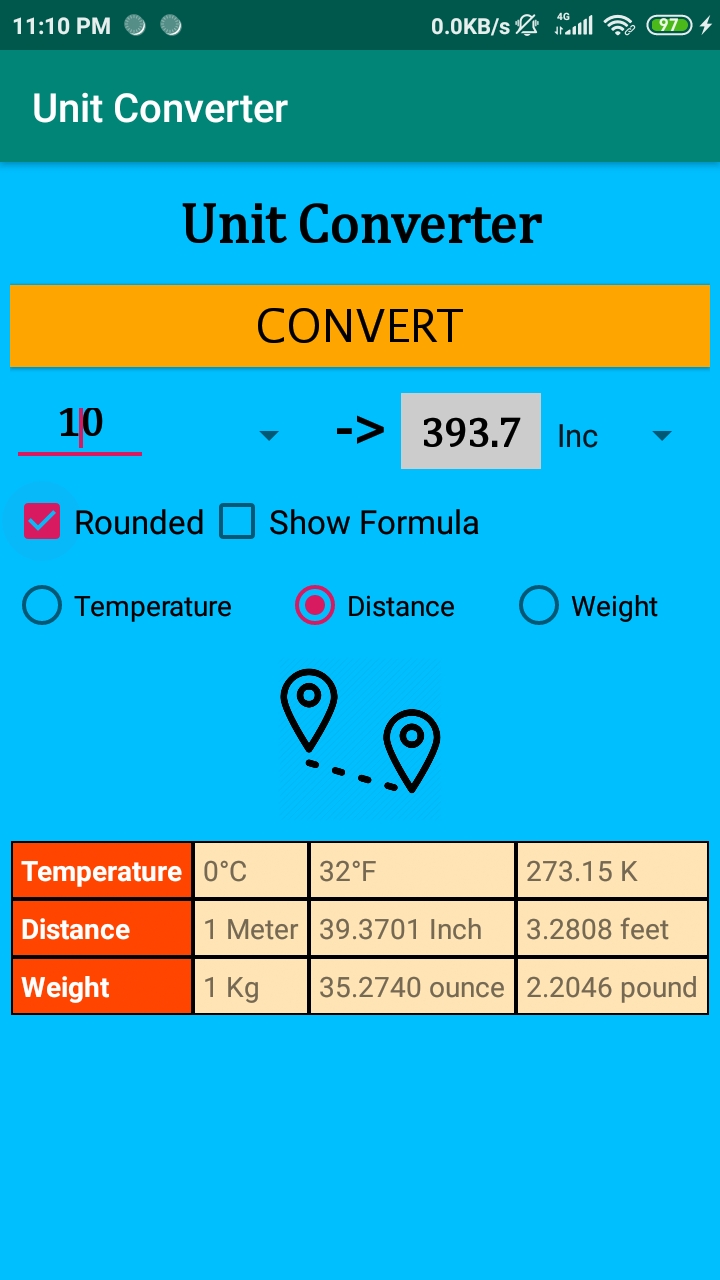 11:10 PM 0.0KB/s 4G 97
Unit Converter
Unit Converter
CONVERT
10 -> 393.7 Inc
Rounded Show Formula
Temperature Distance Weight
Temperature 0°C 32°F 273.15 K
Distance 1 Meter 39.3701 Inch 3.2808 feet
Weight 1 Kg 35.2740 ounce 2.2046 pound